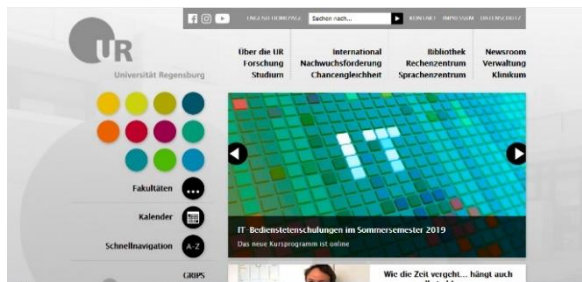 ENGLISH HOMEPAGE
Suchen nach...
KONTAKT IMPRESSUM DATENSCHUTZ
UR
Universität Regensburg
Über die UR
Forschung
Studium
International
Nachwuchsförderung
Chancengleichheit
Bibliothek
Rechenzentrum
Sprachenzentrum
Newsroom
Verwaltung
Klinikum
IT
Fakultäten
Kalender
Schnellnavigation
A-Z
GRIPS
IT-Bedienstetenschulungen im Sommersemester 2019
Das neue Kursprogramm ist online
Wie die Zeit vergeht... hängt auch